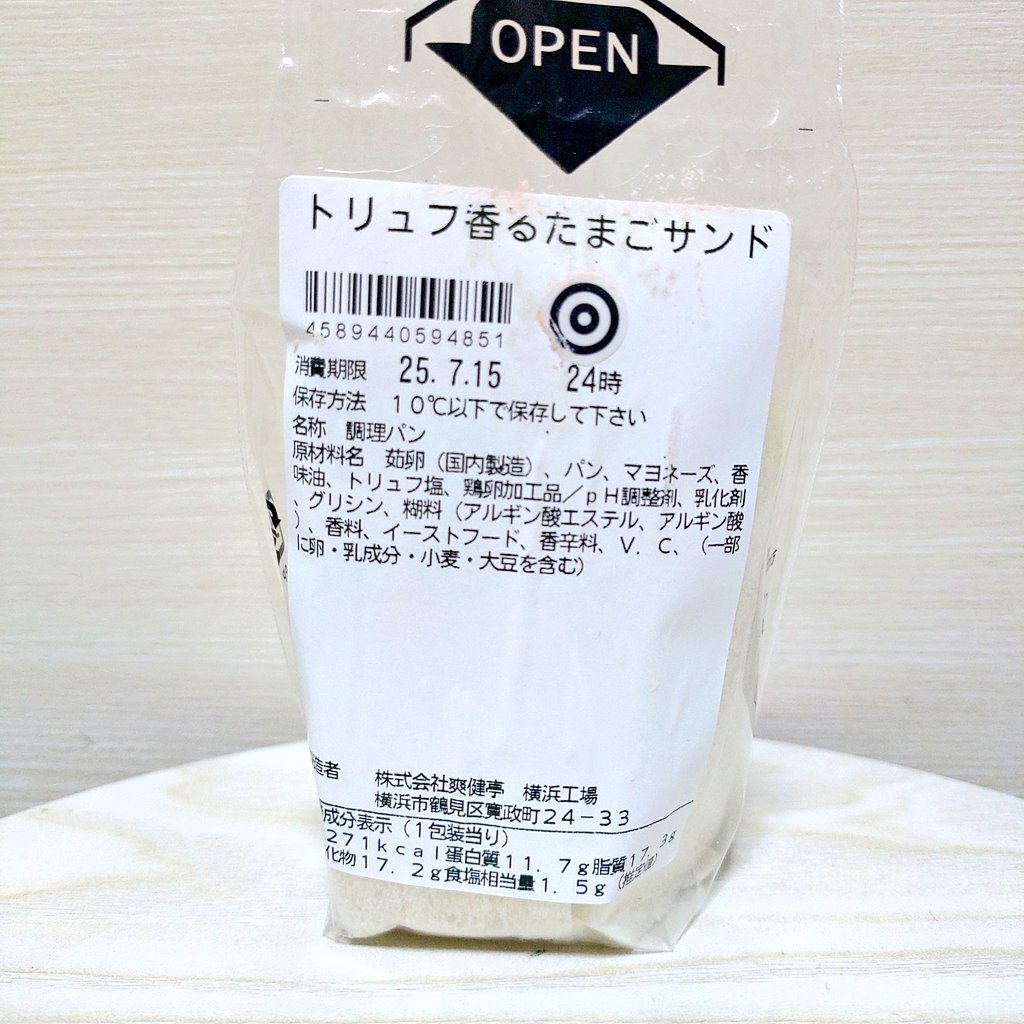 OPEN
トリュフ香るたまごサンド
4589440594851
消費期限 25. 7.15 24時
保存方法 10℃以下で保存して下さい
名称 調理パン
原材料名 茹卵（国内製造）、パン、マヨネーズ、香
味油、トリュフ塩、鶏卵加工品／pH調整剤、乳化剤
、グリシン、糊料（アルギン酸エステル、アルギン酸
）、香料、イーストフード、香辛料、V．C、（一部
に卵・乳成分・小麦・大豆を含む）
造者 株式会社爽健亭 横浜工場
横浜市鶴見区寛政町24－33
成分表示（1包装当り）
271kcal蛋白質11．7g脂質17．3g
化物17．2g食塩相当量1．5g（推定値）